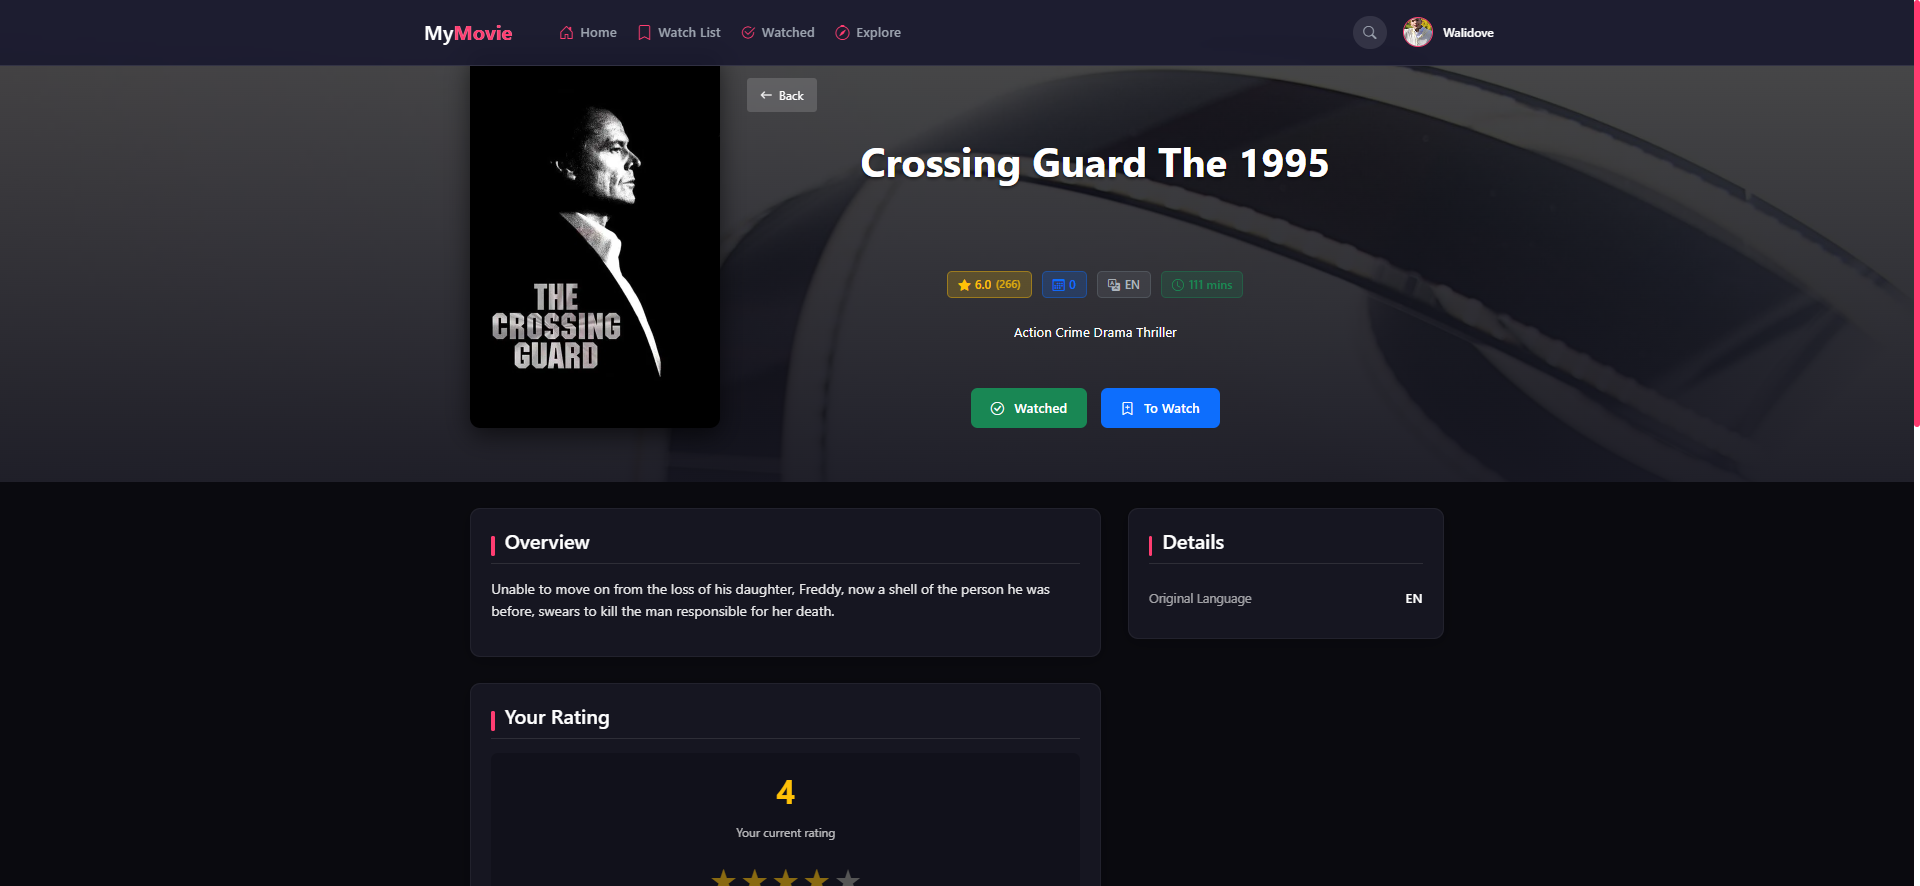 MyMovie Home Watch List Watched Explore Walidove
THE
CROSSING
GUARD
Back
Crossing Guard The 1995
6.0 (266) 0 EN 111 mins
Action Crime Drama Thriller
Watched To Watch
Overview
Unable to move on from the loss of his daughter, Freddy, now a shell of the person he was
before, swears to kill the man responsible for her death.
Details
Original Language EN
Your Rating
4
Your current rating